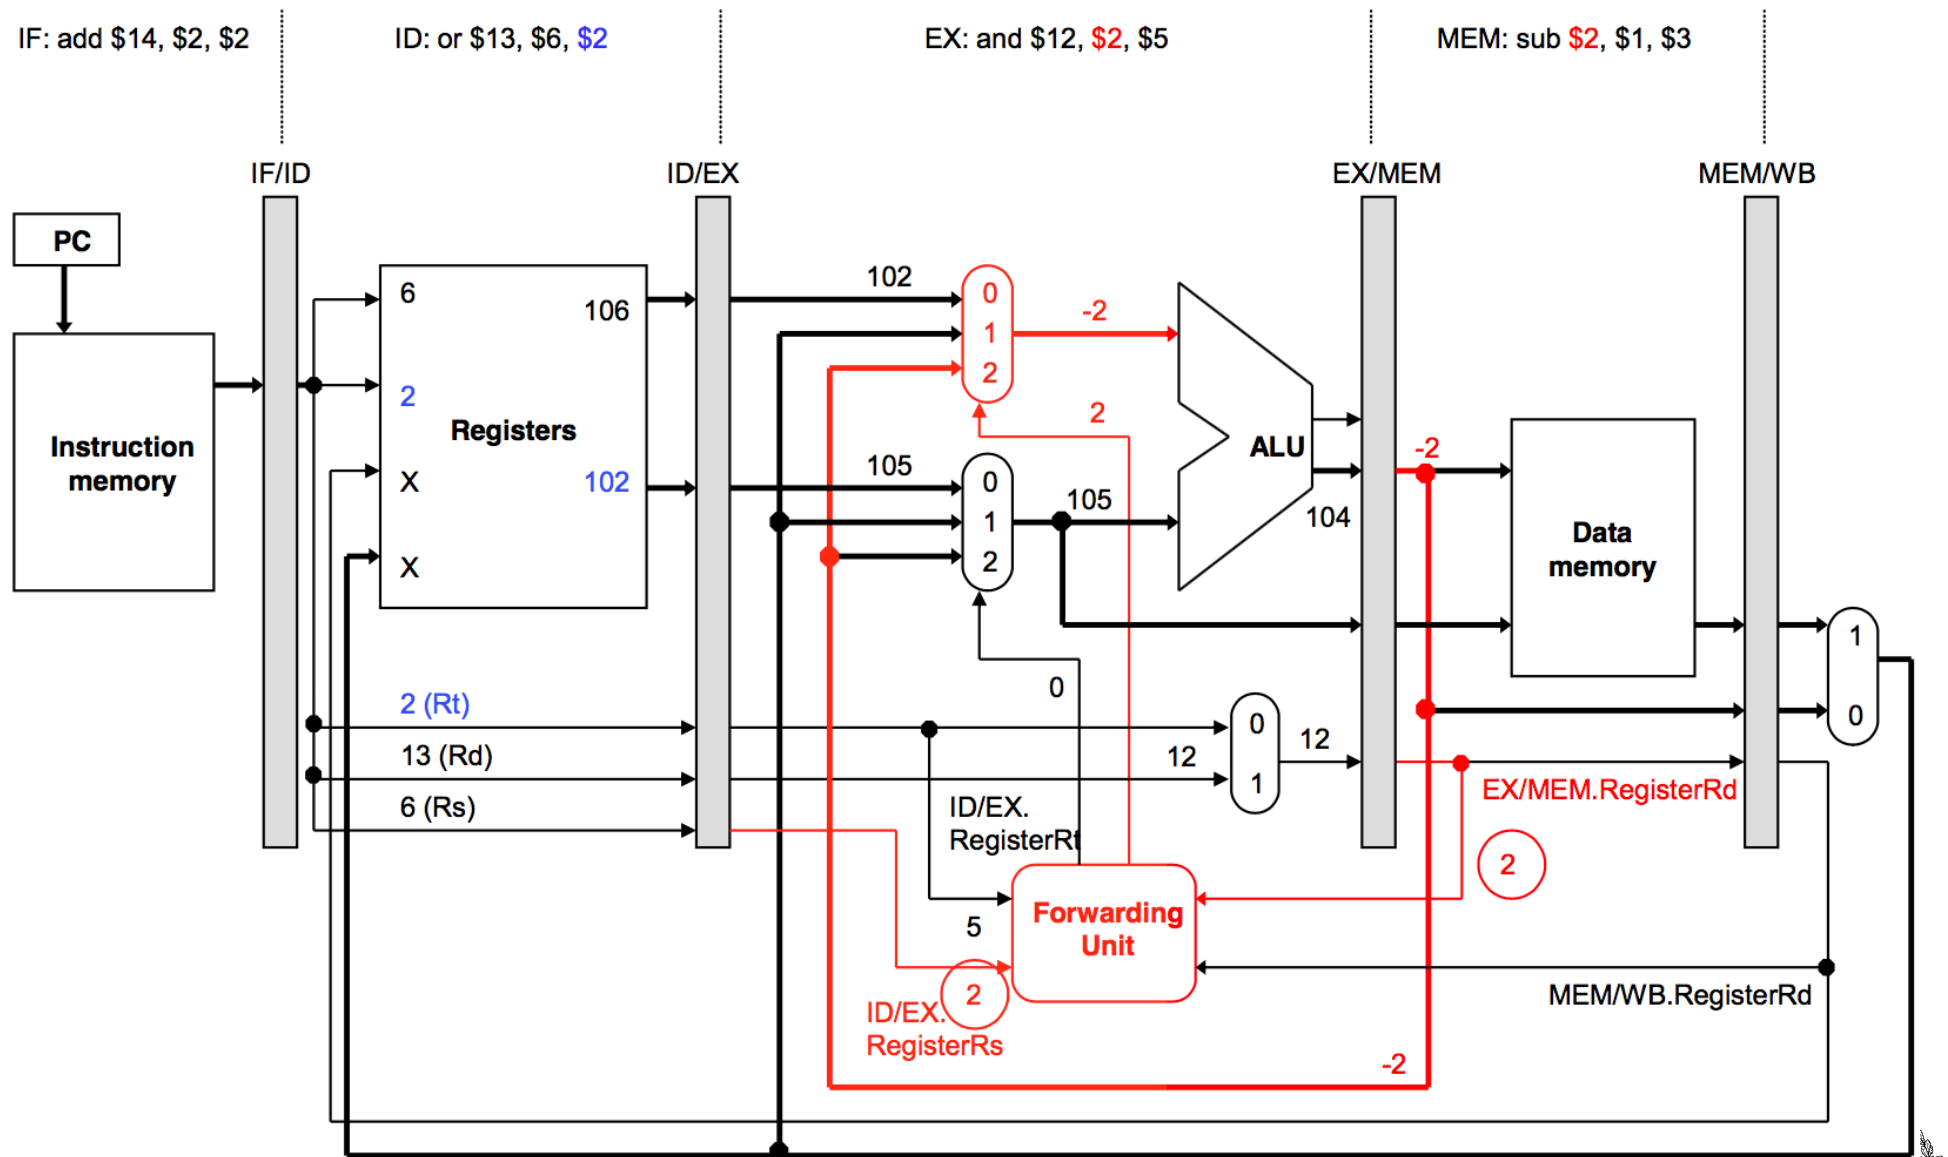 IF: add $14, $2, $2
ID: or $13, $6, $2
EX: and $12, $2, $5
MEM: sub $2, $1, $3
IF/ID
ID/EX
EX/MEM
MEM/WB
PC
Instruction
memory
6
2
X
X
Registers
106
102
102
105
0
1
2
0
1
2
-2
2
105
0
ALU
104
-2
Data
memory
1
0
2 (Rt)
13 (Rd)
6 (Rs)
12
0
1
12
ID/EX.
RegisterRt
5
2
ID/EX.
RegisterRs
Forwarding
Unit
EX/MEM.RegisterRd
2
MEM/WB.RegisterRd
-2